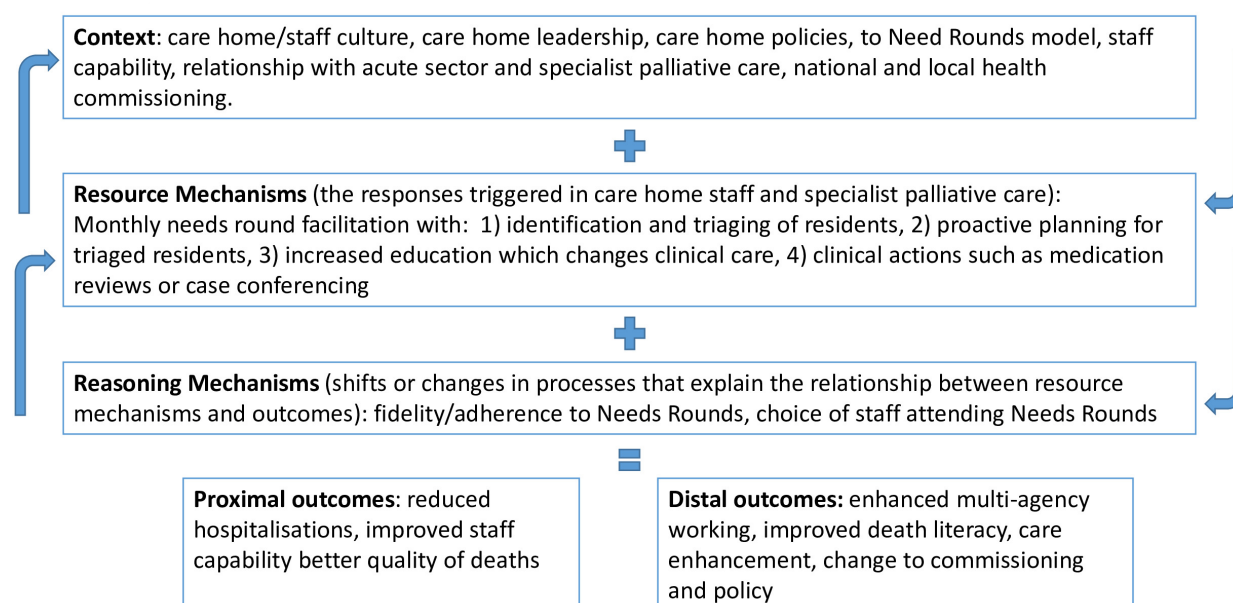 Context: care home/staff culture, care home leadership, care home policies, to Need Rounds model, staff
capability, relationship with acute sector and specialist palliative care, national and local health
commissioning.
Resource Mechanisms (the responses triggered in care home staff and specialist palliative care):
Monthly needs round facilitation with: 1) identification and triaging of residents, 2) proactive planning for
triaged residents, 3) increased education which changes clinical care, 4) clinical actions such as medication
reviews or case conferencing
Reasoning Mechanisms (shifts or changes in processes that explain the relationship between resource
mechanisms and outcomes): fidelity/adherence to Needs Rounds, choice of staff attending Needs Rounds
Proximal outcomes: reduced
hospitalisations, improved staff
capability better quality of deaths
Distal outcomes: enhanced multi-agency
working, improved death literacy, care
enhancement, change to commissioning
and policy